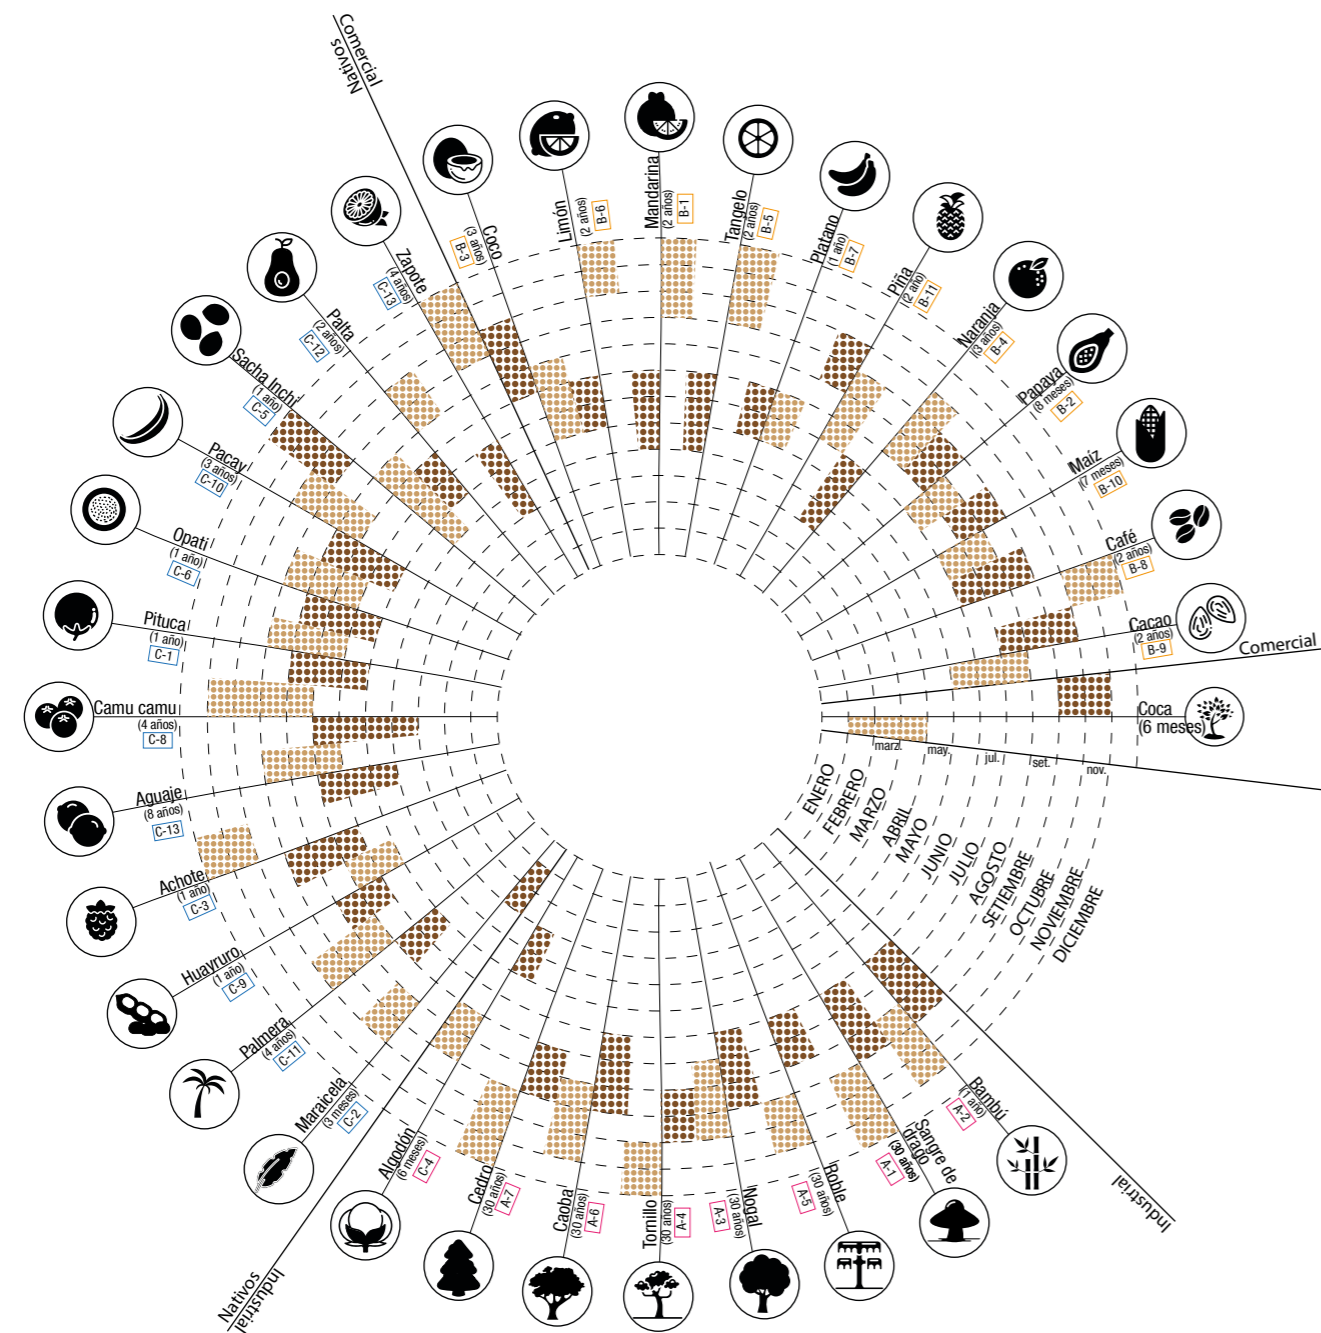 Comercial
Nativos
Coco
(3 años)
B-3
Limón
(2 años)
B-6
Mandarina
(2 años)
B-1
Tangelo
(2 años)
B-5
Platano
(1 año)
B-7
Piña
(2 año)
B-11
Naranja
(3 años)
B-4
Papaya
(8 meses)
B-2
Maíz
(7 meses)
B-10
Café
(2 años)
B-8
Cacao
(2 años)
B-9
Comercial
Coca
(6 meses)
marz.
may.
jul.
set.
nov.
ENERO
FEBRERO
MARZO
ABRIL
MAYO
JUNIO
JULIO
AGOSTO
SETIEMBRE
OCTUBRE
NOVIEMBRE
DICIEMBRE
Industrial
Bambú
(1 año)
A-2
Sangre de
drago
(30 años)
A-1
Roble
(30 años)
A-5
Nogal
(30 años)
A-3
Tornillo
(30 años)
A-4
Caoba
(30 años)
A-6
Cedro
(30 años)
A-7
Algodón
(6 meses)
C-4
Industrial
Nativos
Maraicela
(3 meses)
C-2
Palmera
(4 años)
C-11
Huayruro
(1 año)
C-9
Achote
(1 año)
C-3
Aguaje
(8 años)
C-13
Camu camu
(4 años)
C-8
Pituca
(1 año)
C-1
Opati
(1 año)
C-6
Pacay
(3 años)
C-10
Sacha Inchi
(1 año)
C-5
Palta
(2 años)
C-12
Zapote
(4 años)
C-13